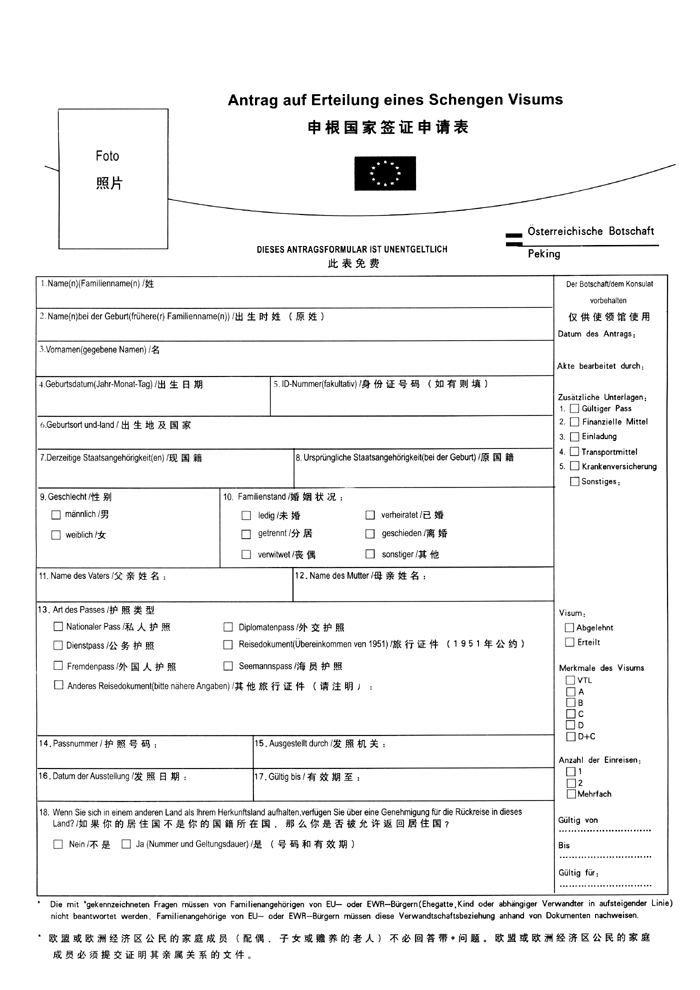 Antrag auf Erteilung eines Schengen Visums
申根国家签证申请表
Foto
照片
Österreichische Botschaft
Peking
DIESES ANTRAGSFORMULAR IST UNENTGELTLICH
此表免费
1.Name(n)(Familienname(n) /姓
2.Name(n)bei der Geburt(frühere(r) Familienname(n)) /出生时姓（原姓）
3.Vornamen(gegebene Namen) /名
4.Geburtsdatum(Jahr-Monat-Tag) /出生日期
5. ID-Nummer(fakultativ) /身份证号码（如有则填）
6.Geburtsort und-land / 出生地及国家
7.Derzeitige Staatsangehörigkeit(en) /现国籍
8. Ursprüngliche Staatsangehörigkeit(bei der Geburt) /原国籍
9. Geschlecht /性别
männlich /男
weiblich /女
10. Familienstand /婚姻状况：
ledig /未婚
verheiratet /已婚
getrennt /分居
geschieden /离婚
verwitwet /丧偶
sonstiger /其他
11. Name des Vaters /父亲姓名：
12. Name des Mutter /母亲姓名：
13. Art des Passes /护照类型
Nationaler Pass /私人护照
Diplomatenpass /外交护照
Dienstpass /公务护照
Reisedokument(Übereinkommen ven 1951) /旅行证件（1951年公约）
Fremdenpass /外国人护照
Seemannspass /海员护照
Anderes Reisedokument(bitte nähere Angaben) /其他旅行证件（请注明）：
14. Passnummer / 护照号码：
15. Ausgestellt durch /发照机关：
16. Datum der Ausstellung /发照日期：
17. Gültig bis / 有效期至：
18. Wenn Sie sich in einem anderen Land als Ihrem Herkunftsland aufhalten,verfügen Sie über eine Genehmigung für die Rückreise in dieses
Land? /如果你的居住国不是你的国籍所在国，那么你是否被允许返回居住国？
Nein /不是
Ja (Nummer und Geltungsdauer) /是（号码和有效期）
Der Botschaft/dem Konsulat
vorbehalten
仅供使领馆使用
Datum des Antrags:
Akte bearbeitet durch:
Zusätzliche Unterlagen:
1. Gültiger Pass
2. Finanzielle Mittel
3. Einladung
4. Transportmittel
5. Krankenversicherung
Sonstiges:
Visum:
Abgelehnt
Erteilt
Merkmale des Visums
VTL
A
B
C
D
D+C
Anzahl der Einreisen:
1
2
Mehrfach
Gültig von
Bis
Gültig für:
* Die mit *gekennzeichneten Fragen müssen von Familienangehörigen von EU- oder EWR-Bürgern(Ehegatte,Kind oder abhängiger Verwandter in aufsteigender Linie)
nicht beantwortet werden. Familienangehörige von EU- oder EWR-Bürgern müssen diese Verwandtschaftsbeziehung anhand von Dokumenten nachweisen.
* 欧盟或欧洲经济区公民的家庭成员（配偶、子女或赡养的老人）不必回答带*问题。欧盟或欧洲经济区公民的家庭
成员必须提交证明其亲属关系的文件。